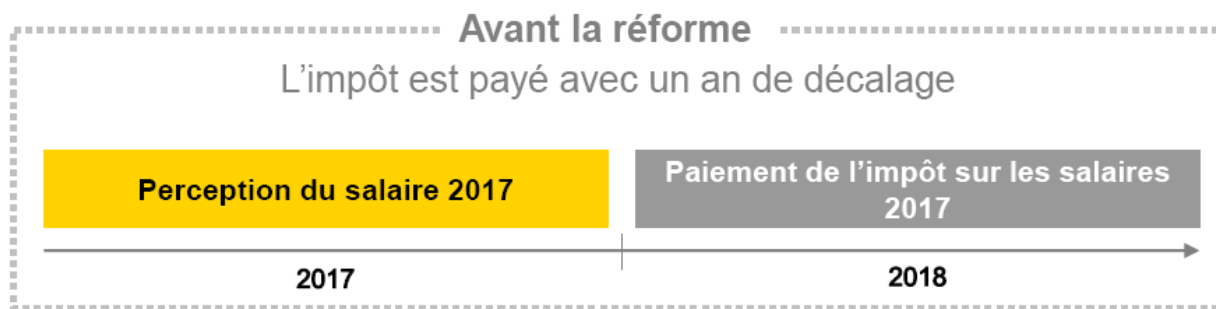 Avant la réforme
L’impôt est payé avec un an de décalage
Perception du salaire 2017
Paiement de l’impôt sur les salaires
2017
2017
2018